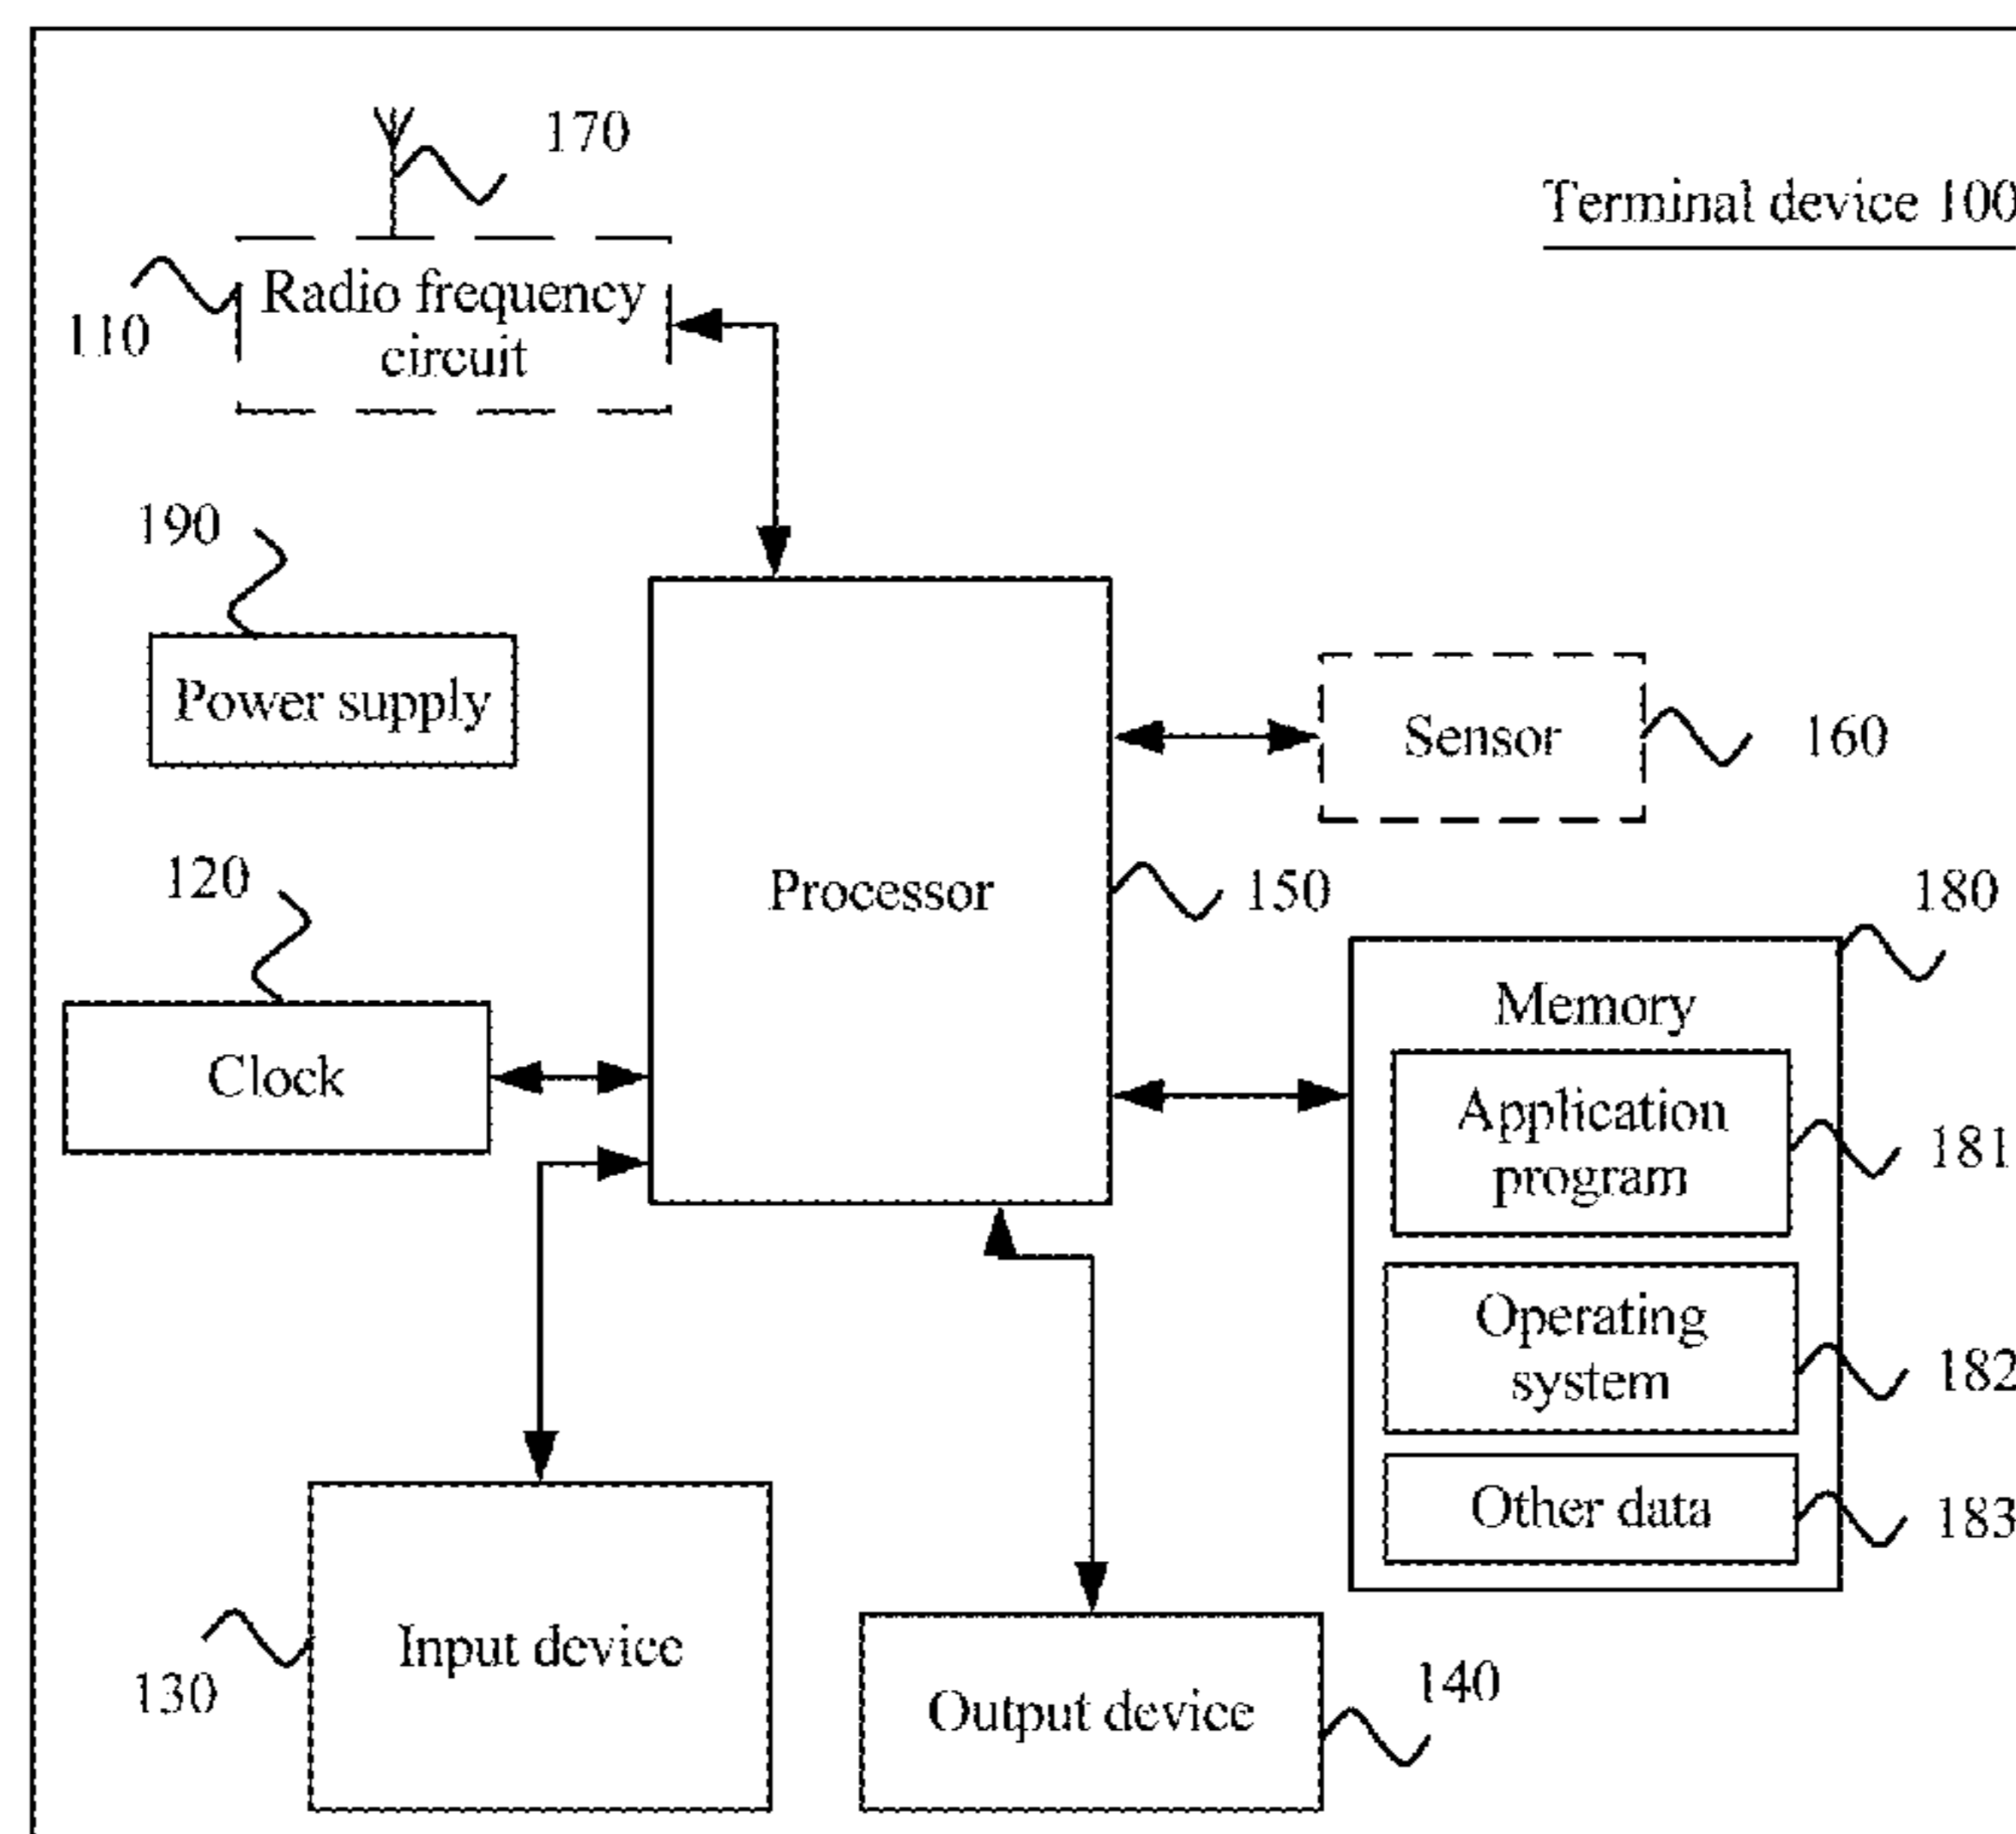 170
Terminal device 100
110
Radio frequency
circuit
190
Power supply
Sensor
160
120
Processor
150
180
Memory
Clock
Application
program
181
Operating
system
182
Other data
183
Input device
130
Output device
140